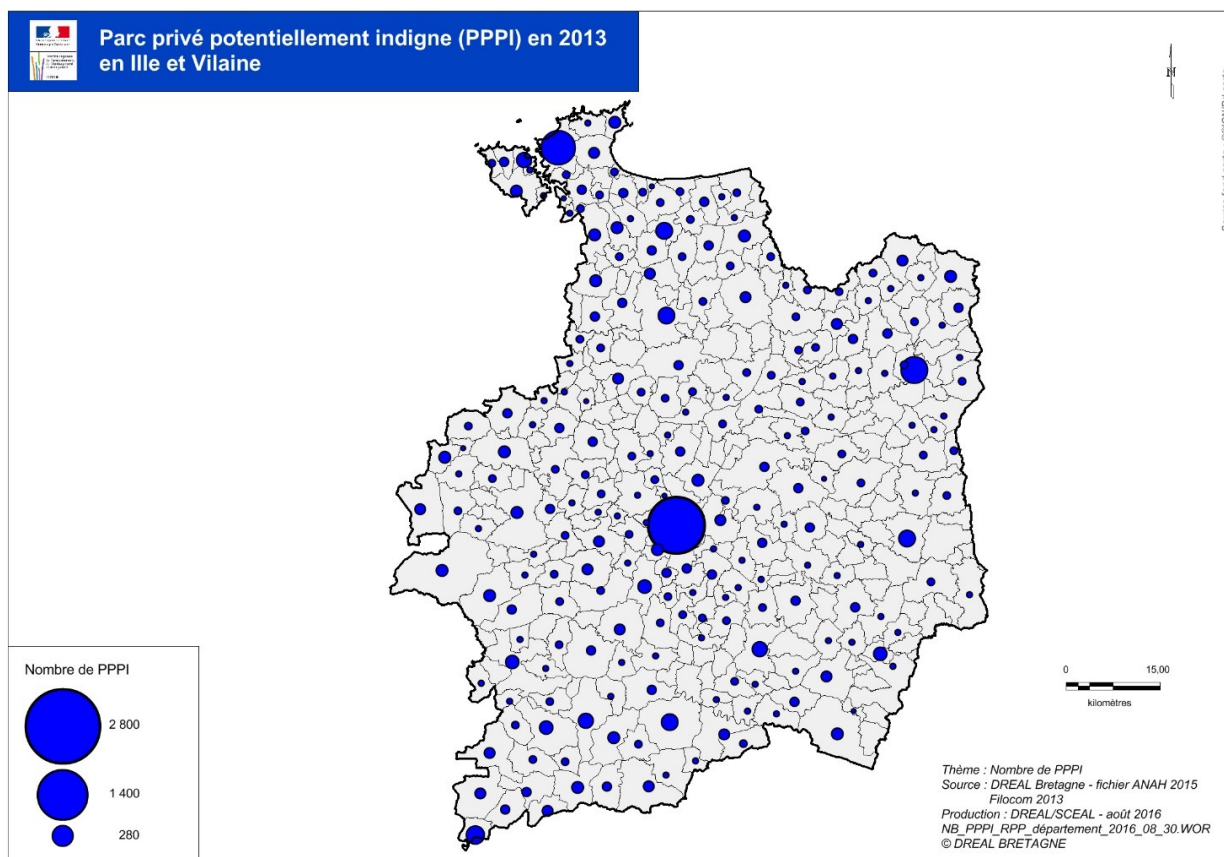 Parc privé potentiellement indigne (PPPI) en 2013
en Ille et Vilaine
N
Nombre de PPPI
2 800
1 400
280
0 15,00
kilomètres
Thème : Nombre de PPPI
Source : DREAL Bretagne - fichier ANAH 2015
Filocom 2013
Production : DREAL/SCEAL - août 2016
NB_PPPI_RPP_département_2016_08_30.WOR
© DREAL BRETAGNE